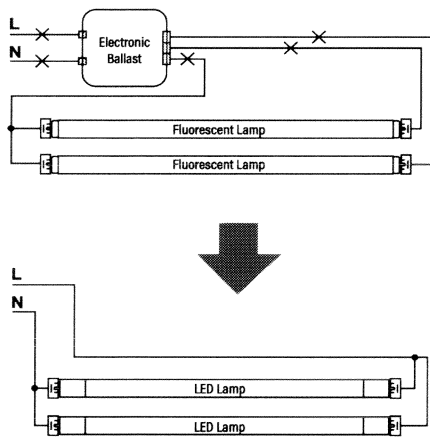 L
N
Electronic
Ballast
Fluorescent Lamp
Fluorescent Lamp
L
N
LED Lamp
LED Lamp